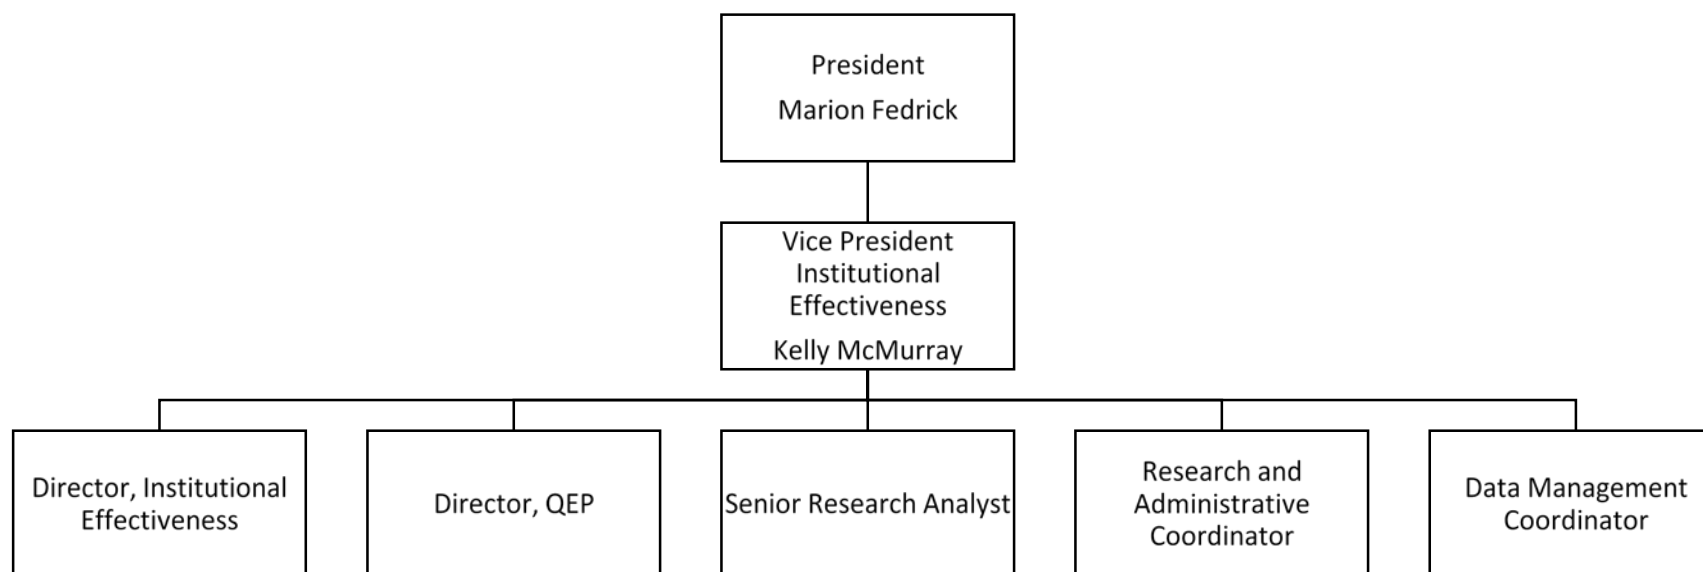 President
Marion Fedrick
Vice President
Institutional
Effectiveness
Kelly McMurray
Director, Institutional
Effectiveness
Director, QEP
Senior Research Analyst
Research and
Administrative
Coordinator
Data Management
Coordinator